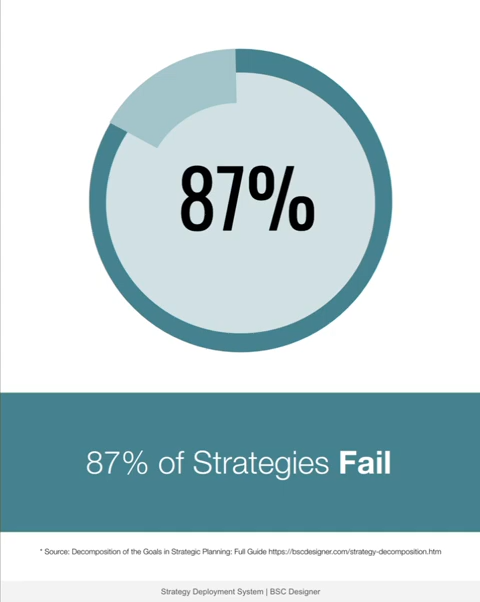 87%
87% of Strategies Fail
* Source: Decomposition of the Goals in Strategic Planning: Full Guide https://bscdesigner.com/strategy-decomposition.htm
Strategy Deployment System | BSC Designer